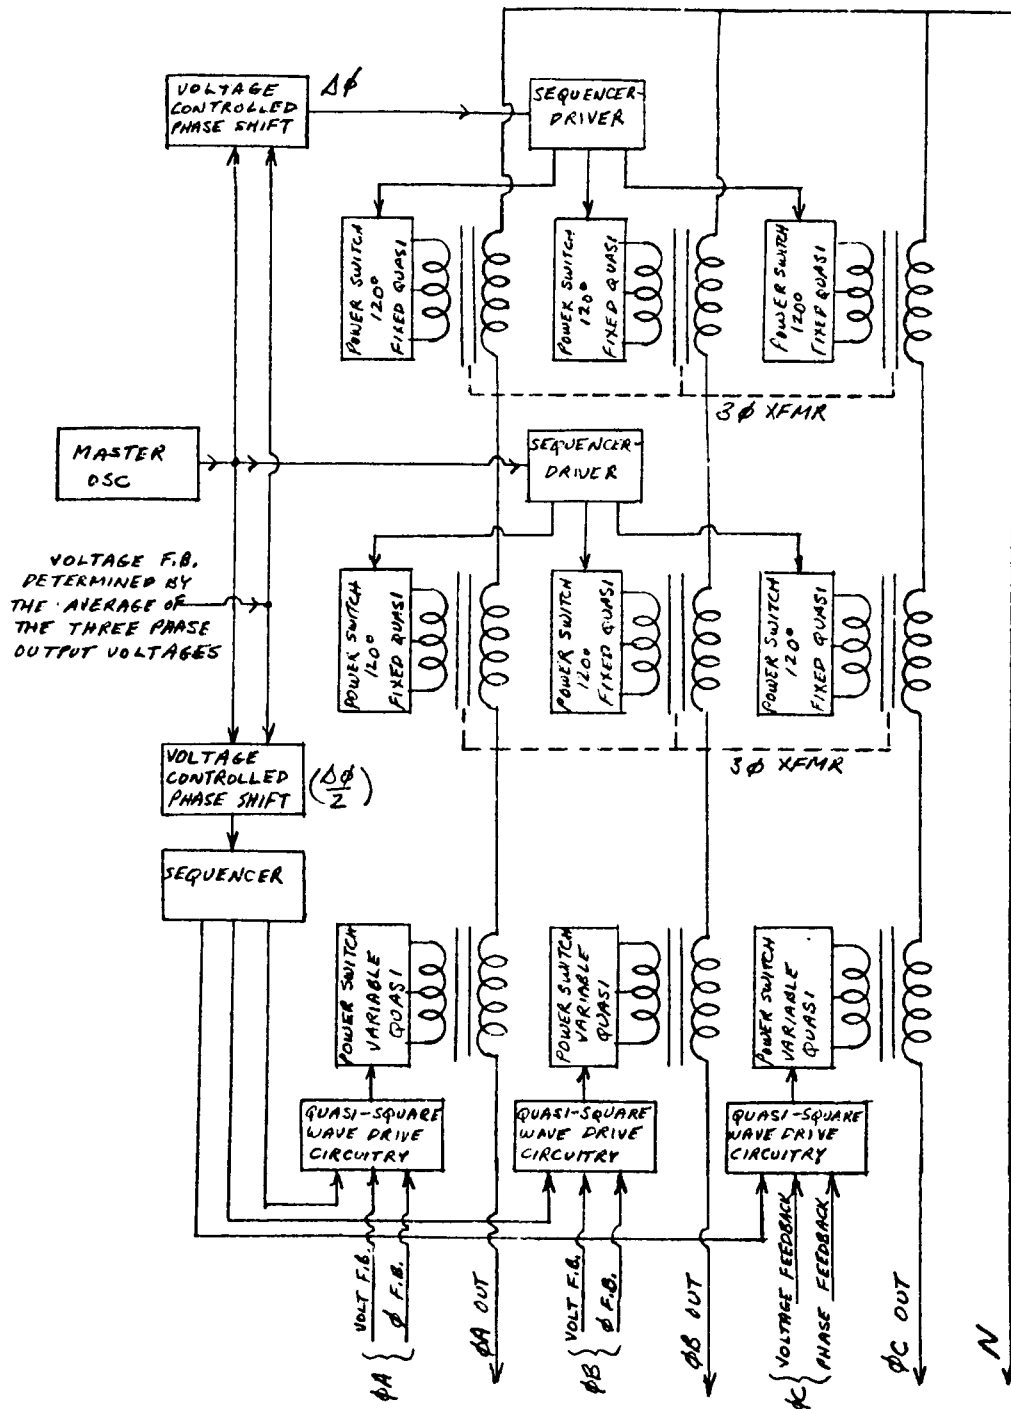 VOLTAGE
CONTROLLED
PHASE SHIFT
Δϕ
SEQUENCER-
DRIVER
POWER SWITCH
120°
FIXED QUASI
POWER SWITCH
120°
FIXED QUASI
POWER SWITCH
120°
FIXED QUASI
3ϕ XFMR
MASTER
OSC
SEQUENCER-
DRIVER
VOLTAGE F.B.
DETERMINED BY
THE AVERAGE OF
THE THREE PHASE
OUTPUT VOLTAGES
POWER SWITCH
120°
FIXED QUASI
POWER SWITCH
120°
FIXED QUASI
POWER SWITCH
120°
FIXED QUASI
3ϕ XFMR
VOLTAGE
CONTROLLED
PHASE SHIFT
(Δϕ/2)
SEQUENCER
POWER SWITCH
VARIABLE
QUASI
POWER SWITCH
VARIABLE
QUASI
POWER SWITCH
VARIABLE
QUASI
QUASI-SQUARE
WAVE DRIVE
CIRCUITRY
QUASI-SQUARE
WAVE DRIVE
CIRCUITRY
QUASI-SQUARE
WAVE DRIVE
CIRCUITRY
ϕA
VOLT F.B.
ϕ F.B.
ϕA OUT
ϕB
VOLT F.B.
ϕ F.B.
ϕB OUT
ϕC
VOLTAGE FEEDBACK
PHASE FEEDBACK
ϕC OUT
N